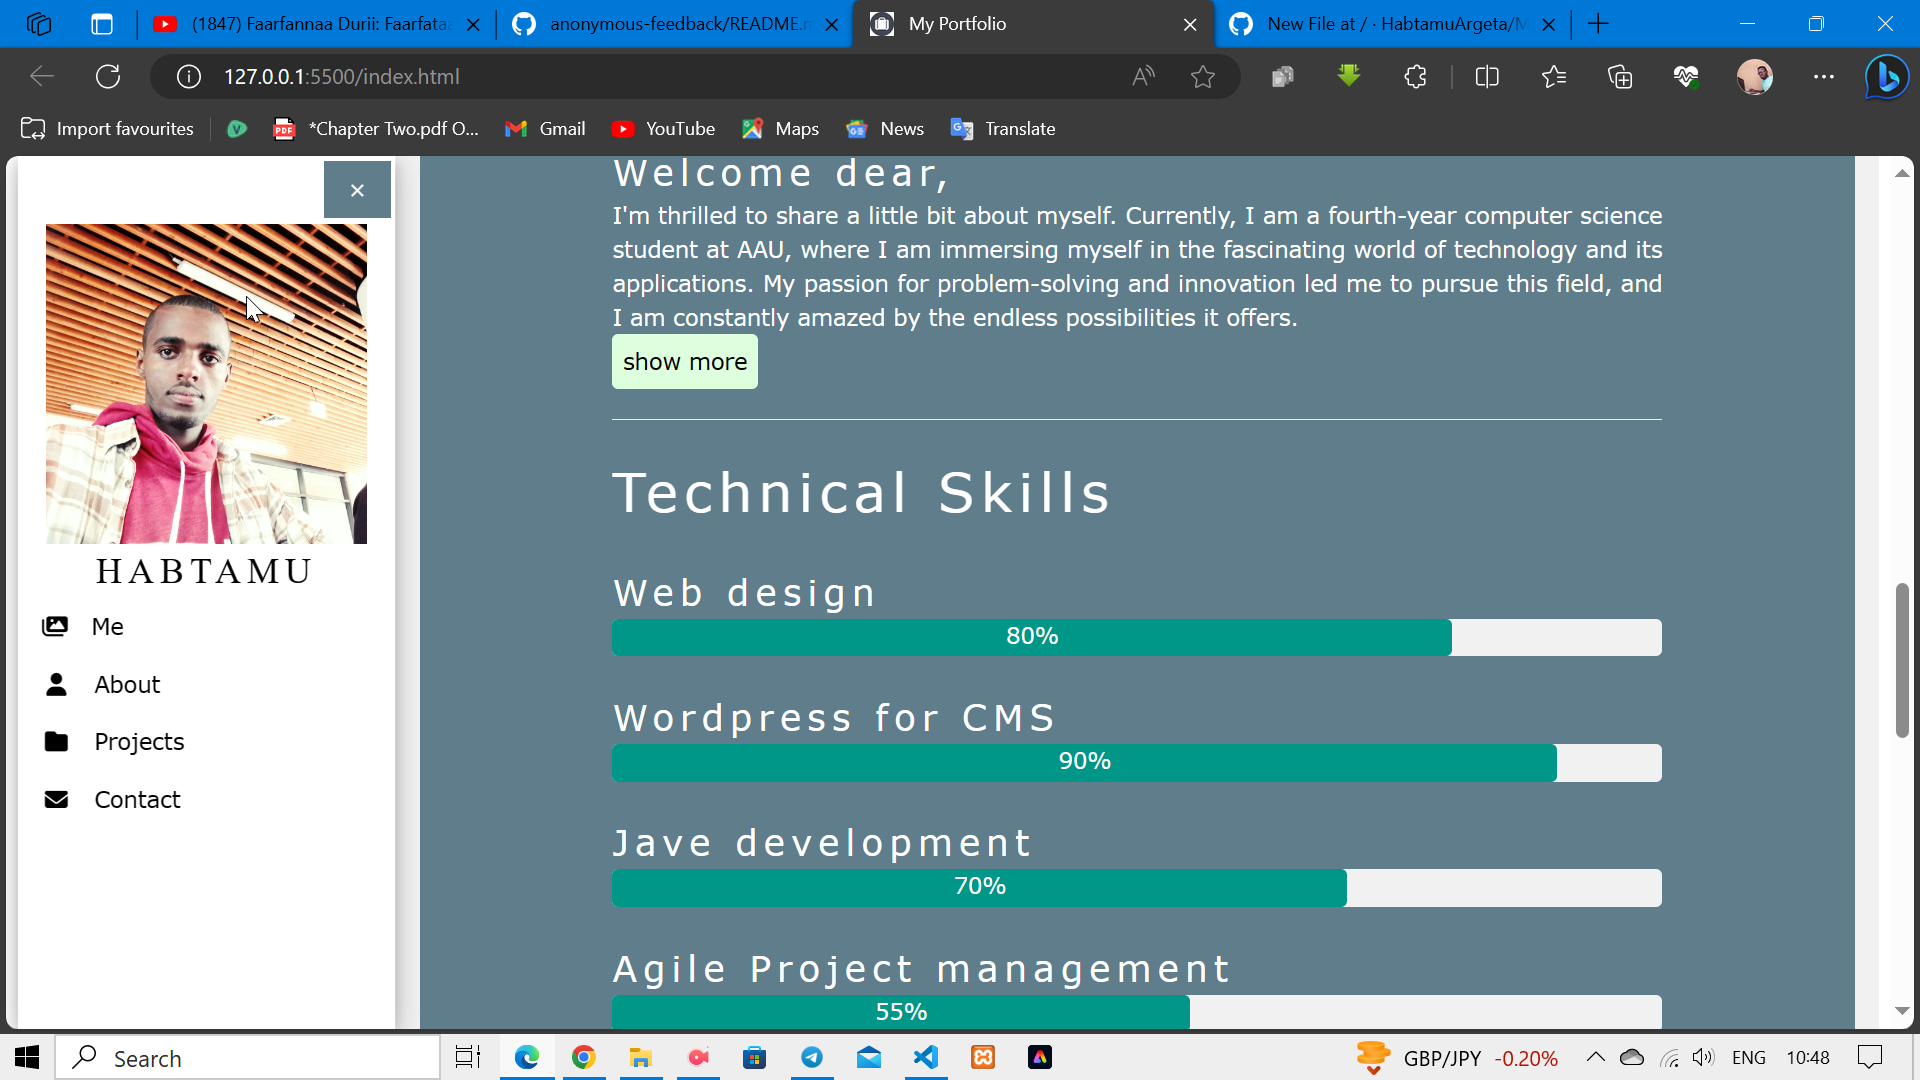 (1847) Faarfannaa Durii: Faarfata
anonymous-feedback/README.m
My Portfolio
New File at / · HabtamuArgeta/M
127.0.0.1:5500/index.html
Import favourites
PDF
*Chapter Two.pdf O...
Gmail
YouTube
Maps
News
Translate
×
HABTAMU
Me
About
Projects
Contact
Welcome dear,
I'm thrilled to share a little bit about myself. Currently, I am a fourth-year computer science
student at AAU, where I am immersing myself in the fascinating world of technology and its
applications. My passion for problem-solving and innovation led me to pursue this field, and
I am constantly amazed by the endless possibilities it offers.
show more
Technical Skills
Web design
80%
Wordpress for CMS
90%
Jave development
70%
Agile Project management
55%
Search
GBP/JPY -0.20%
ENG
10:48